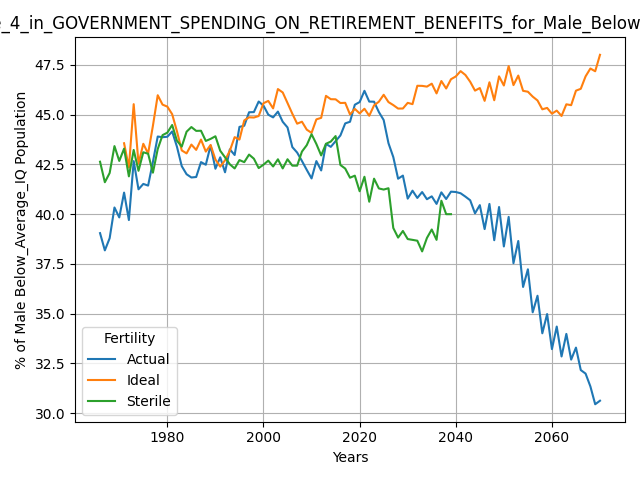 _4_in_GOVERNMENT_SPENDING_ON_RETIREMENT_BENEFITS_for_Male_Below
% of Male Below_Average_IQ Population
47.5
45.0
42.5
40.0
37.5
35.0
32.5
30.0
Fertility
Actual
Ideal
Sterile
1980
2000
2020
2040
2060
Years